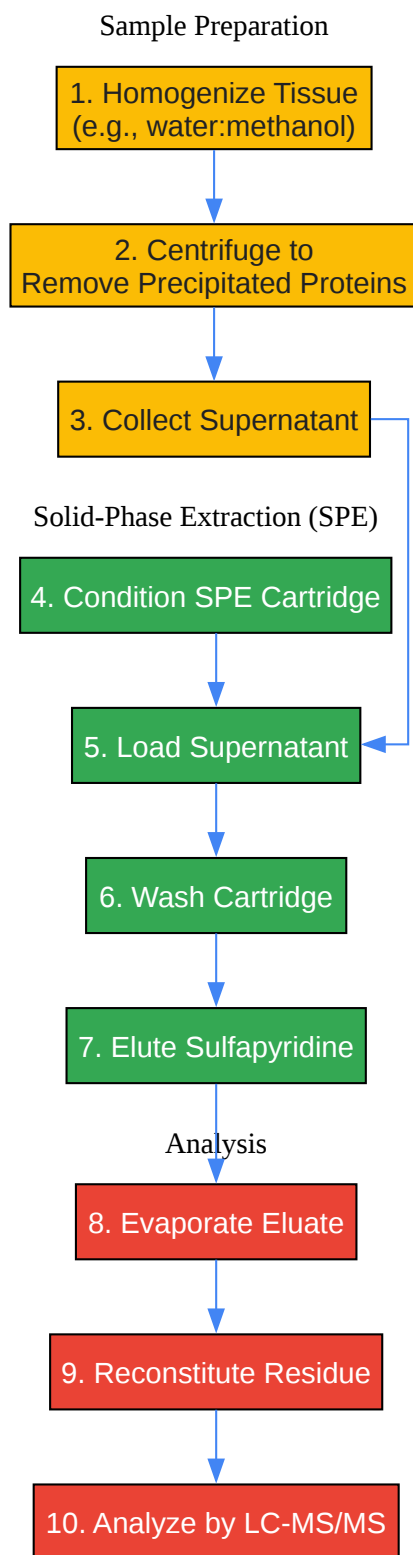 Sample Preparation
1. Homogenize Tissue
(e.g., water:methanol)
2. Centrifuge to
Remove Precipitated Proteins
3. Collect Supernatant
Solid-Phase Extraction (SPE)
4. Condition SPE Cartridge
5. Load Supernatant
6. Wash Cartridge
7. Elute Sulfapyridine
Analysis
8. Evaporate Eluate
9. Reconstitute Residue
10. Analyze by LC-MS/MS